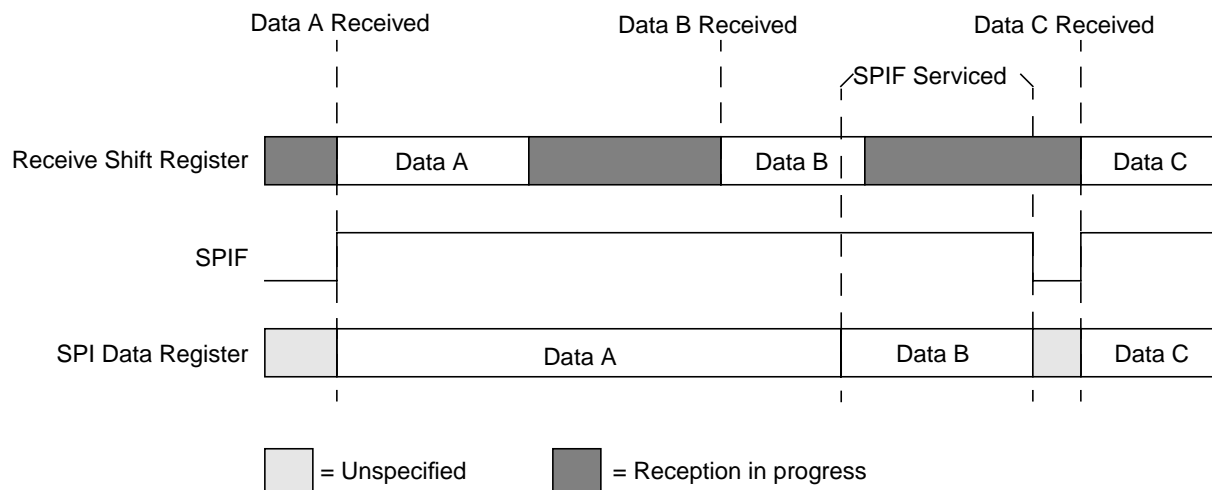 Data A Received
Data B Received
Data C Received
SPIF Serviced
Receive Shift Register
Data A
Data B
Data C
SPIF
SPI Data Register
Data A
Data B
Data C
= Unspecified
= Reception in progress